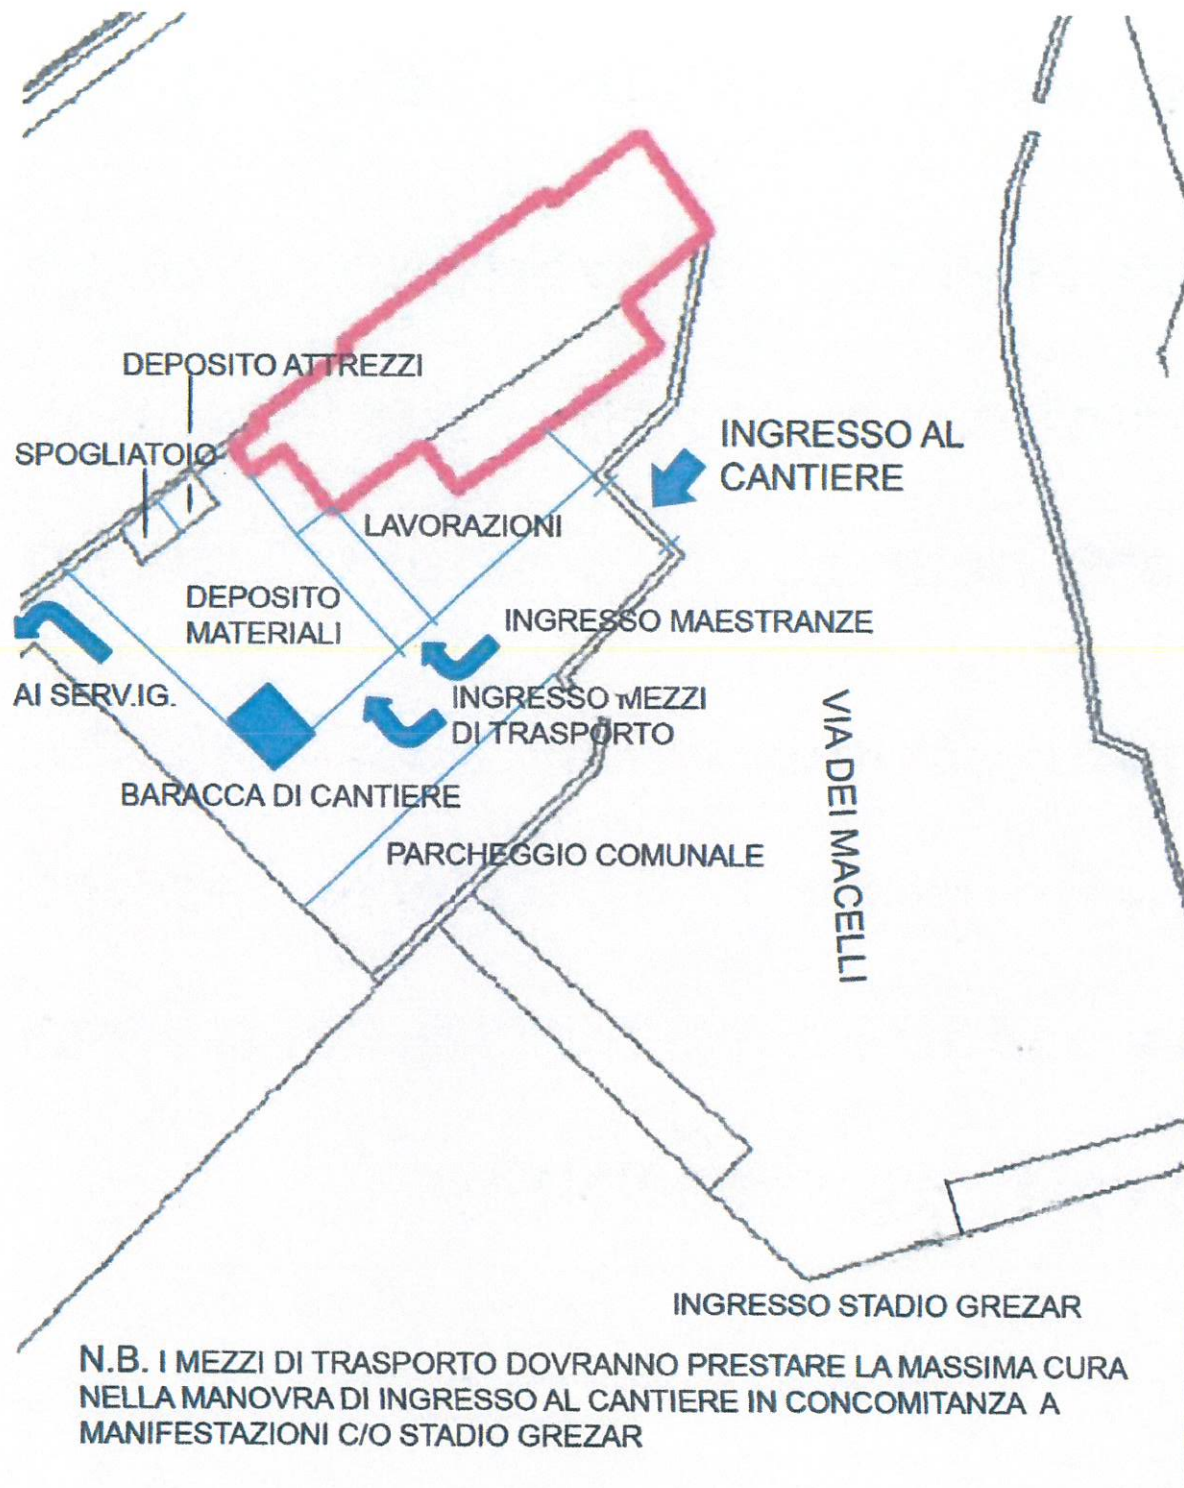 DEPOSITO ATTREZZI
SPOGLIATOIO
INGRESSO AL
CANTIERE
LAVORAZIONI
DEPOSITO
MATERIALI
INGRESSO MAESTRANZE
AI SERV.IG.
INGRESSO MEZZI
DI TRASPORTO
VIA DEI MACELLI
BARACCA DI CANTIERE
PARCHEGGIO COMUNALE
INGRESSO STADIO GREZAR
N.B. I MEZZI DI TRASPORTO DOVRANNO PRESTARE LA MASSIMA CURA
NELLA MANOVRA DI INGRESSO AL CANTIERE IN CONCOMITANZA A
MANIFESTAZIONI C/O STADIO GREZAR